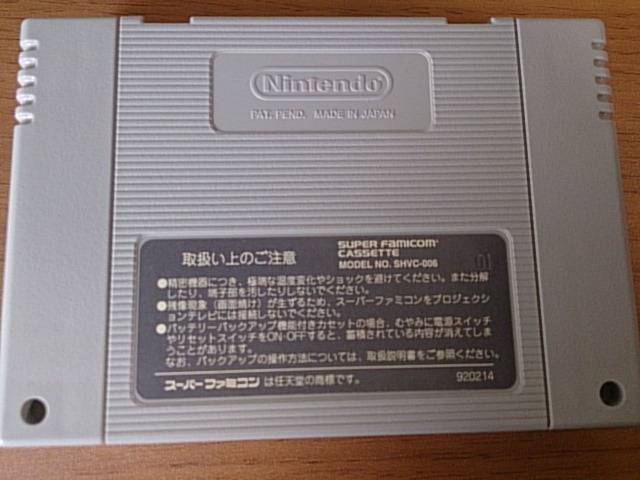 Nintendo
PAT. PEND. MADE IN JAPAN
取扱い上のご注意
SUPER FAMICOM
CASSETTE
MODEL NO. SHVC-006
01
●精密機器につき、極端な温度変化やショックを避けてください。また分解
したり、端子部を汚したりしないでください。
●残像現象（画面焼け）が生ずるため、スーパーファミコンをプロジェクシ
ョンテレビには接続しないでください。
●バッテリーバックアップ機能付きカセットの場合、むやみに電源スイッチ
やリセットスイッチをON・OFFすると、蓄積されている内容が消えてしま
うことがあります。
なお、バックアップの操作方法については、取扱説明書をご参照ください。
スーパーファミコンは任天堂の商標です。
920214